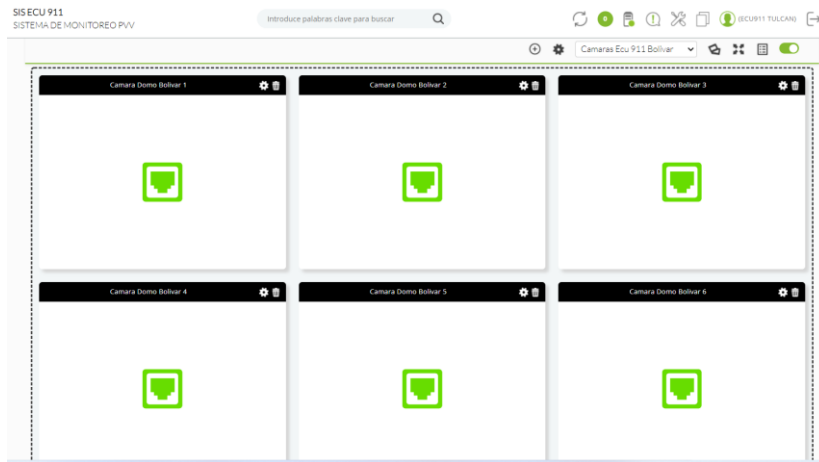 SIS ECU 911
SISTEMA DE MONITOREO PVV
Introduce palabras clave para buscar
0
(ECU911 TULCAN)
Camaras Ecu 911 Bolivar
Camara Domo Bolivar 1
Camara Domo Bolivar 2
Camara Domo Bolivar 3
Camara Domo Bolivar 4
Camara Domo Bolivar 5
Camara Domo Bolivar 6